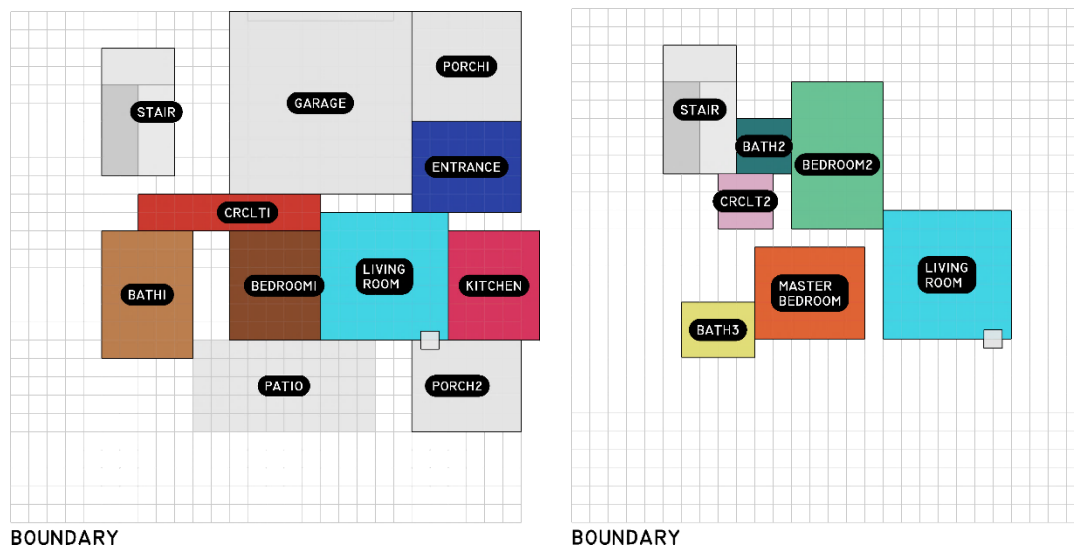 PORCH1
STAIR
GARAGE
ENTRANCE
CRCLT1
BATH1
BEDROOM1
LIVING
ROOM
KITCHEN
PATIO
PORCH2
BOUNDARY
STAIR
BATH2
BEDROOM2
CRCLT2
LIVING
ROOM
MASTER
BEDROOM
BATH3
BOUNDARY